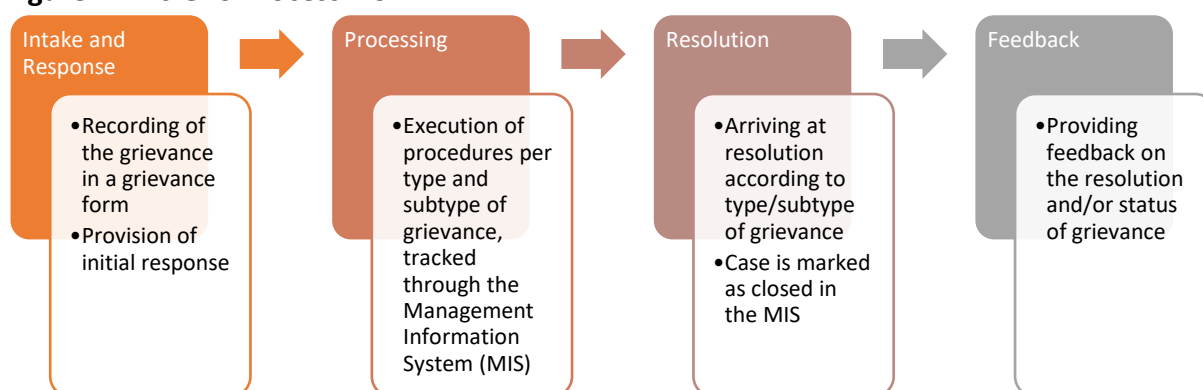 Intake and
Response
•Recording of
the grievance
in a grievance
form
•Provision of
initial response
Processing
•Execution of
procedures per
type and
subtype of
grievance,
tracked
through the
Management
Information
System (MIS)
Resolution
•Arriving at
resolution
according to
type/subtype
of grievance
•Case is marked
as closed in
the MIS
Feedback
•Providing
feedback on
the resolution
and/or status
of grievance